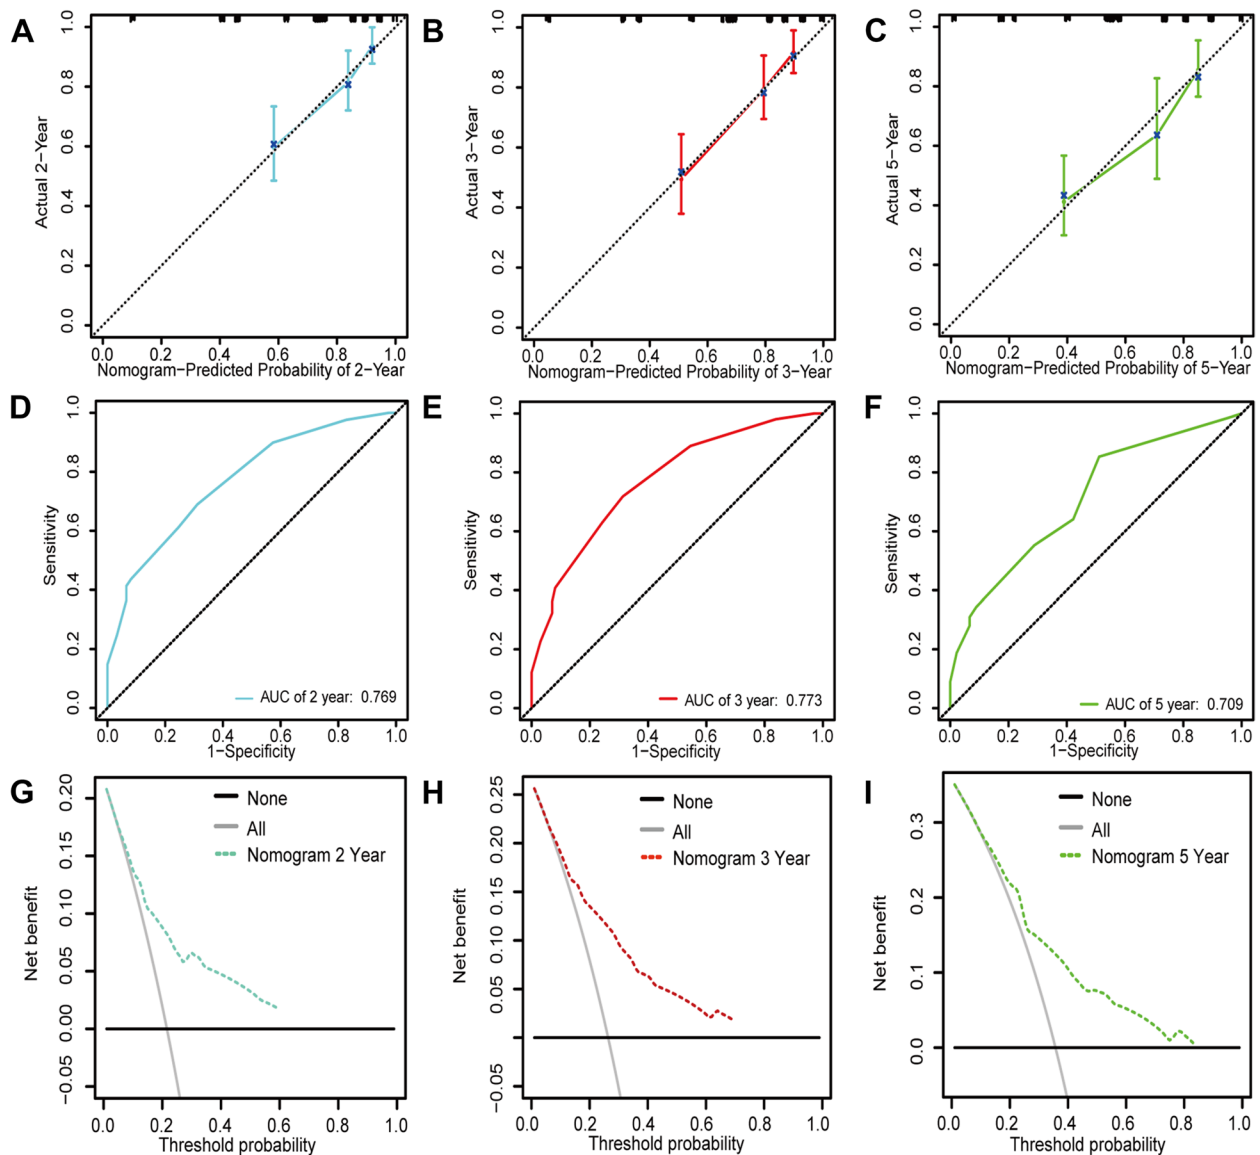 A
1.0
0.8
0.6
0.4
0.2
0.0
Actual 2−Year
0.0 0.2 0.4 0.6 0.8 1.0
Nomogram−Predicted Probability of 2−Year
B
1.0
0.8
0.6
0.4
0.2
0.0
Actual 3−Year
0.0 0.2 0.4 0.6 0.8 1.0
Nomogram−Predicted Probability of 3−Year
C
1.0
0.8
0.6
0.4
0.2
0.0
Actual 5−Year
0.0 0.2 0.4 0.6 0.8 1.0
Nomogram−Predicted Probability of 5−Year
D
1.0
0.8
0.6
0.4
0.2
0.0
Sensitivity
AUC of 2 year: 0.769
0.0 0.2 0.4 0.6 0.8 1.0
1−Specificity
E
1.0
0.8
0.6
0.4
0.2
0.0
Sensitivity
AUC of 3 year: 0.773
0.0 0.2 0.4 0.6 0.8 1.0
1−Specificity
F
1.0
0.8
0.6
0.4
0.2
0.0
Sensitivity
AUC of 5 year: 0.709
0.0 0.2 0.4 0.6 0.8 1.0
1−Specificity
G
0.20
0.15
0.10
0.05
0.00
−0.05
Net benefit
None
All
Nomogram 2 Year
0.0 0.2 0.4 0.6 0.8 1.0
Threshold probability
H
0.25
0.20
0.15
0.10
0.05
−0.05
Net benefit
None
All
Nomogram 3 Year
0.0 0.2 0.4 0.6 0.8 1.0
Threshold probability
I
0.3
0.2
0.1
0.0
Net benefit
None
All
Nomogram 5 Year
0.0 0.2 0.4 0.6 0.8 1.0
Threshold probability